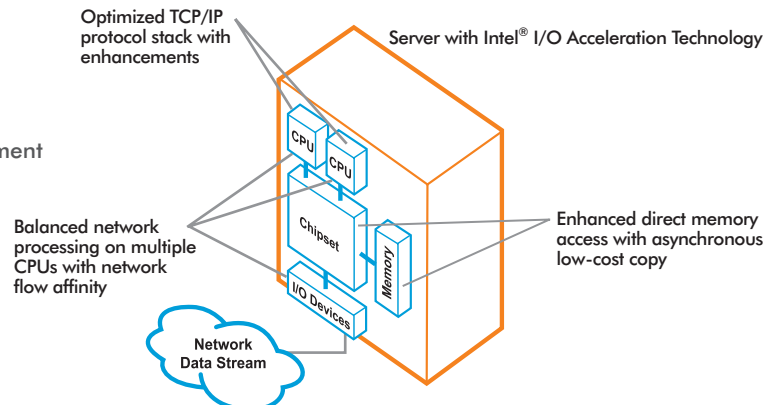 Optimized TCP/IP
protocol stack with
enhancements
Server with Intel® I/O Acceleration Technology
CPU
CPU
Balanced network
processing on multiple
CPUs with network
flow affinity
Chipset
Memory
Enhanced direct memory
access with asynchronous
low-cost copy
I/O Devices
Network
Data Stream